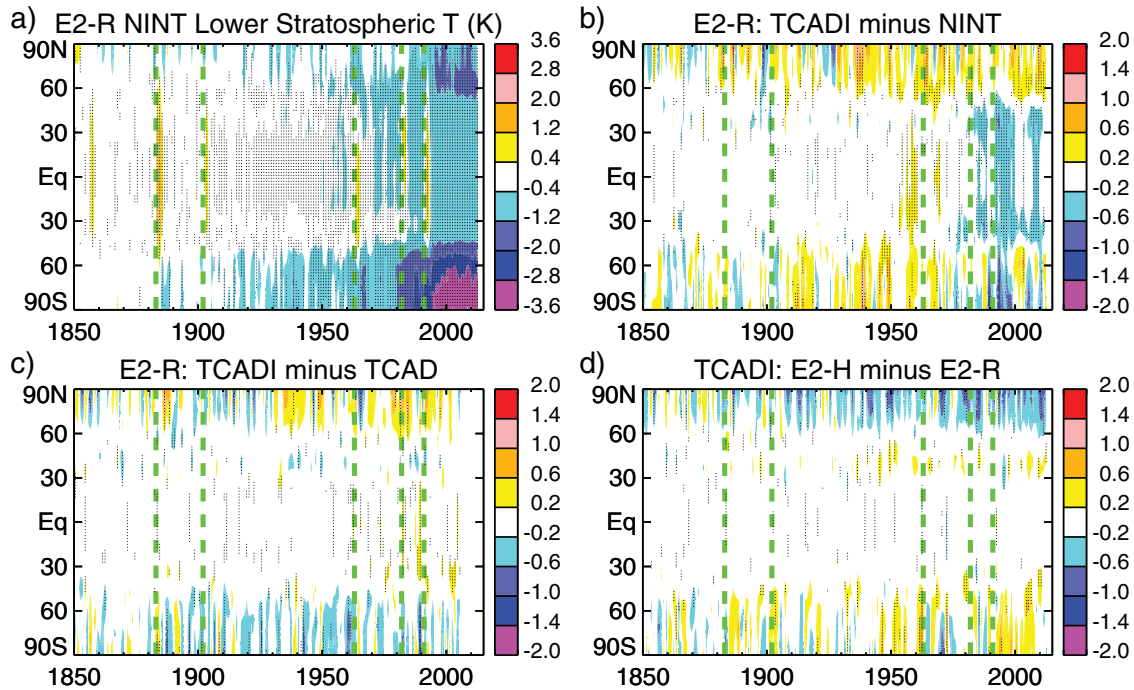 a) E2-R NINT Lower Stratospheric T (K)
90N
60
30
Eq
30
60
90S
1850 1900 1950 2000
3.6
2.8
2.0
1.2
0.4
-0.4
-1.2
-2.0
-2.8
-3.6
b) E2-R: TCADI minus NINT
90N
60
30
Eq
30
60
90S
1850 1900 1950 2000
2.0
1.4
1.0
0.6
0.2
-0.2
-0.6
-1.0
-1.4
-2.0
c) E2-R: TCADI minus TCAD
90N
60
30
Eq
30
60
90S
1850 1900 1950 2000
2.0
1.4
1.0
0.6
0.2
-0.2
-0.6
-1.0
-1.4
-2.0
d) TCADI: E2-H minus E2-R
90N
60
30
Eq
30
60
90S
1850 1900 1950 2000
2.0
1.4
1.0
0.6
0.2
-0.2
-0.6
-1.0
-1.4
-2.0